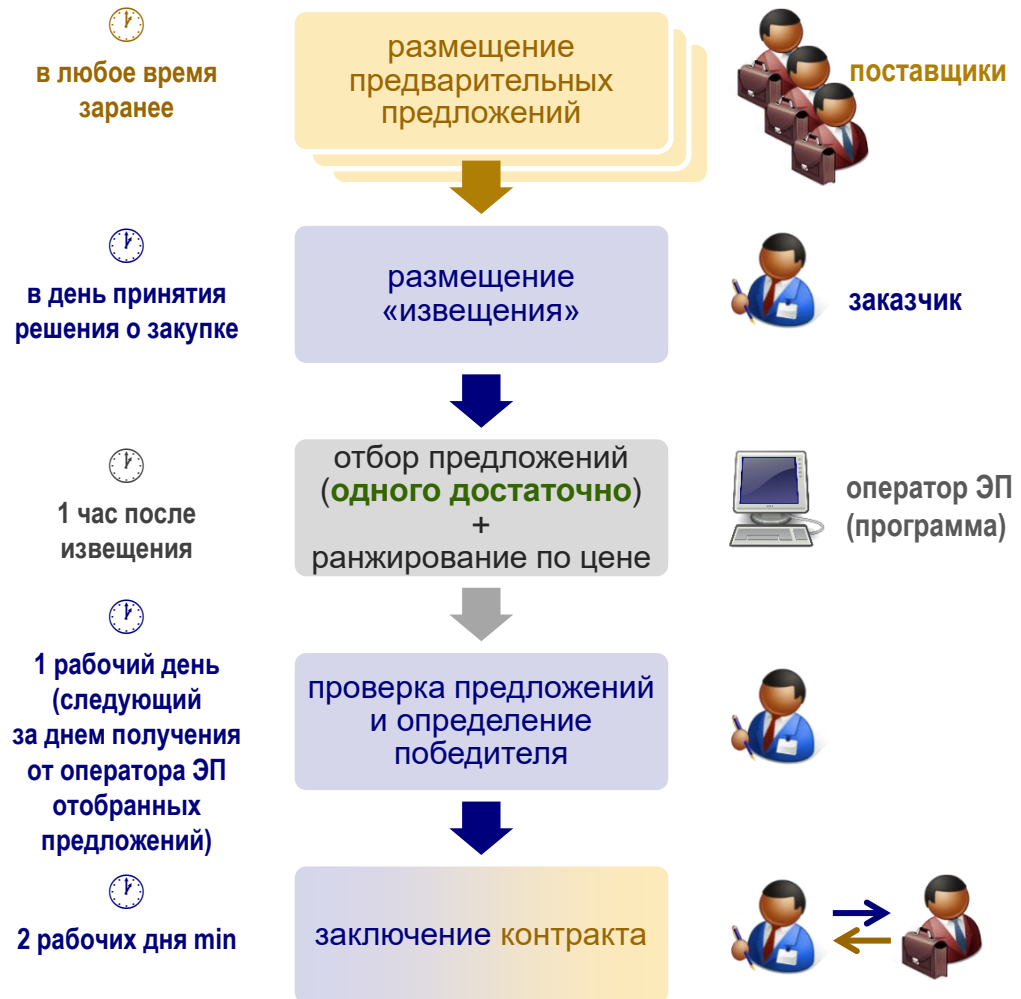 в любое время
заранее
размещение
предварительных
предложений
поставщики
в день принятия
решения о закупке
размещение
«извещения»
заказчик
1 час после
извещения
отбор предложений
(одного достаточно)
+
ранжирование по цене
оператор ЭП
(программа)
1 рабочий день
(следующий
за днем получения
от оператора ЭП
отобранных
предложений)
проверка предложений
и определение
победителя
2 рабочих дня min
заключение контракта